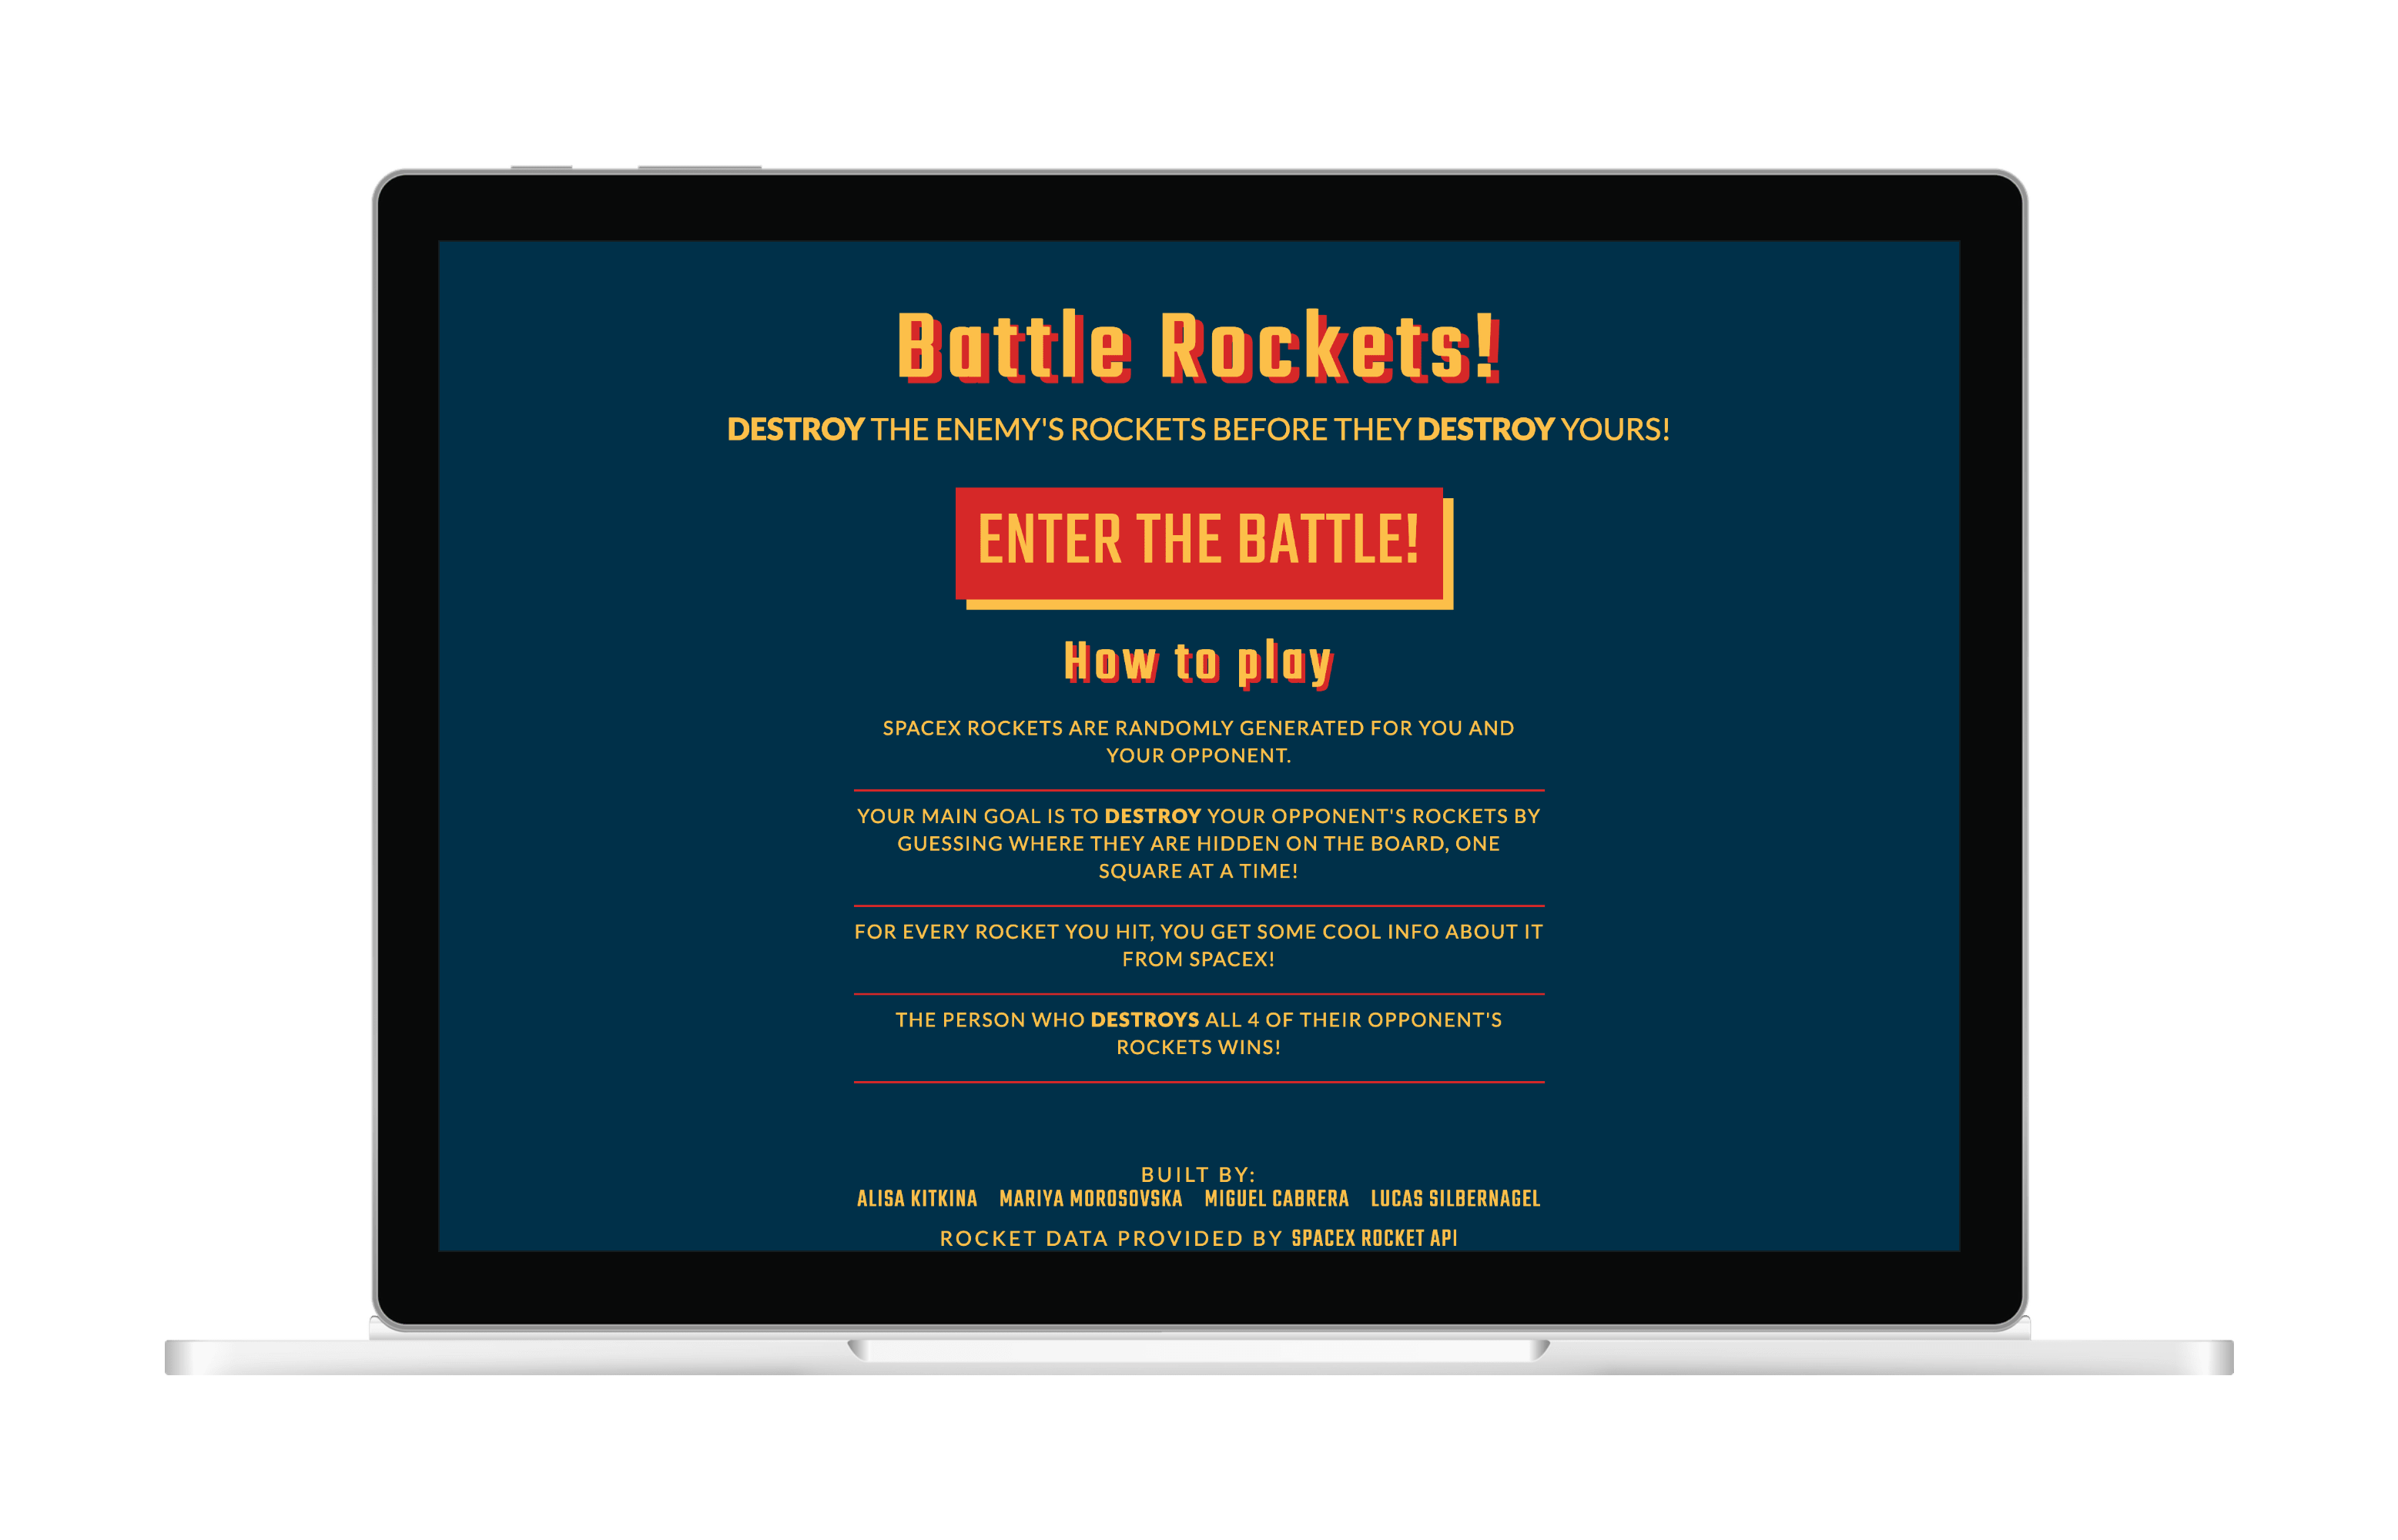 Battle Rockets!
DESTROY THE ENEMY'S ROCKETS BEFORE THEY DESTROY YOURS!
ENTER THE BATTLE!
How to play
SPACEX ROCKETS ARE RANDOMLY GENERATED FOR YOU AND
YOUR OPPONENT.
YOUR MAIN GOAL IS TO DESTROY YOUR OPPONENT'S ROCKETS BY
GUESSING WHERE THEY ARE HIDDEN ON THE BOARD, ONE
SQUARE AT A TIME!
FOR EVERY ROCKET YOU HIT, YOU GET SOME COOL INFO ABOUT IT
FROM SPACEX!
THE PERSON WHO DESTROYS ALL 4 OF THEIR OPPONENT'S
ROCKETS WINS!
BUILT BY:
ALISA KITKINA MARIYA MOROSOVSKA MIGUEL CABRERA LUCAS SILBERNAGEL
ROCKET DATA PROVIDED BY SPACEX ROCKET API